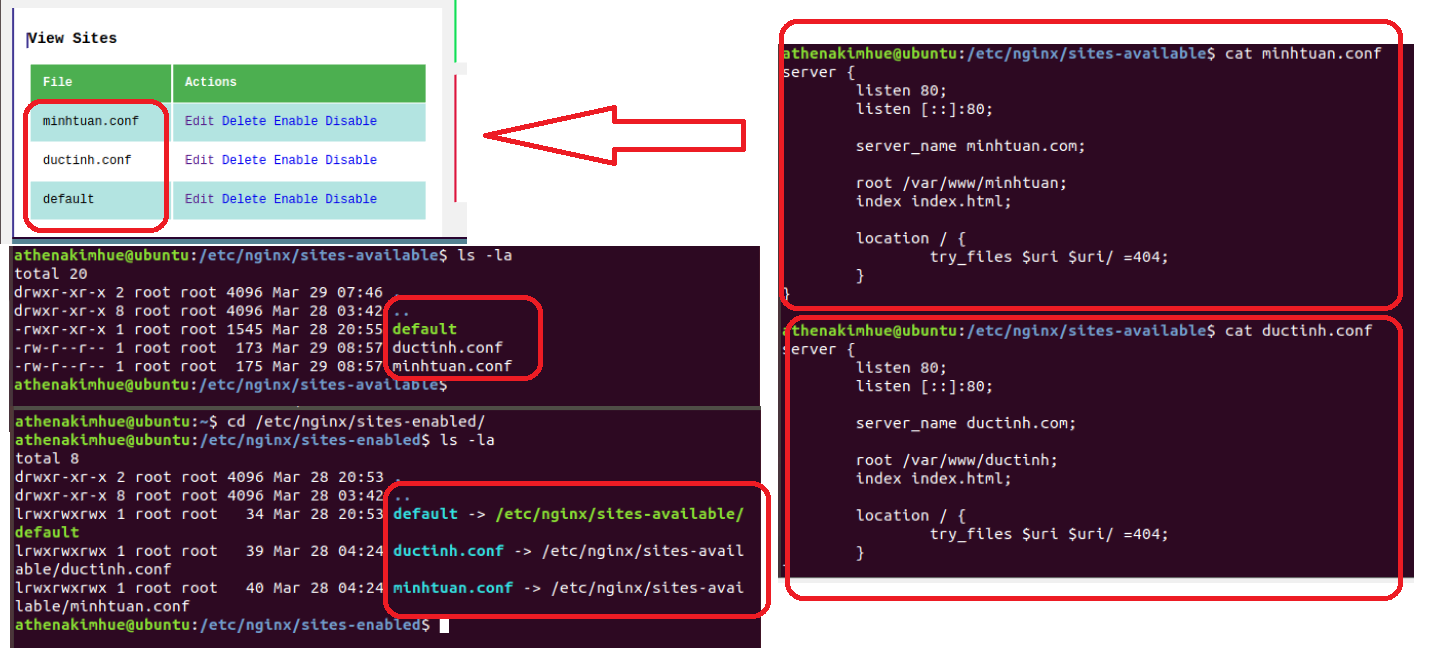 View Sites
File Actions
minhtuan.conf Edit Delete Enable Disable
ductinh.conf Edit Delete Enable Disable
default Edit Delete Enable Disable
athenakimhue@ubuntu:/etc/nginx/sites-available$ ls -la
total 20
drwxr-xr-x 2 root root 4096 Mar 29 07:46 .
drwxr-xr-x 8 root root 4096 Mar 28 03:42 ..
-rwxr-xr-x 1 root root 1545 Mar 28 20:55 default
-rw-r--r-- 1 root root  173 Mar 29 08:57 ductinh.conf
-rw-r--r-- 1 root root  175 Mar 29 08:57 minhtuan.conf
athenakimhue@ubuntu:/etc/nginx/sites-available$
athenakimhue@ubuntu:~$ cd /etc/nginx/sites-enabled/
athenakimhue@ubuntu:/etc/nginx/sites-enabled$ ls -la
total 8
drwxr-xr-x 2 root root 4096 Mar 28 20:53 .
drwxr-xr-x 8 root root 4096 Mar 28 03:42 ..
lrwxrwxrwx 1 root root   34 Mar 28 20:53 default -> /etc/nginx/sites-available/
default
lrwxrwxrwx 1 root root   39 Mar 28 04:24 ductinh.conf -> /etc/nginx/sites-avail
able/ductinh.conf
lrwxrwxrwx 1 root root   40 Mar 28 04:24 minhtuan.conf -> /etc/nginx/sites-avai
lable/minhtuan.conf
athenakimhue@ubuntu:/etc/nginx/sites-enabled$
athenakimhue@ubuntu:/etc/nginx/sites-available$ cat minhtuan.conf
server {
        listen 80;
        listen [::]:80;
        server_name minhtuan.com;
        root /var/www/minhtuan;
        index index.html;
        location / {
                try_files $uri $uri/ =404;
        }
}
athenakimhue@ubuntu:/etc/nginx/sites-available$ cat ductinh.conf
server {
        listen 80;
        listen [::]:80;
        server_name ductinh.com;
        root /var/www/ductinh;
        index index.html;
        location / {
                try_files $uri $uri/ =404;
        }